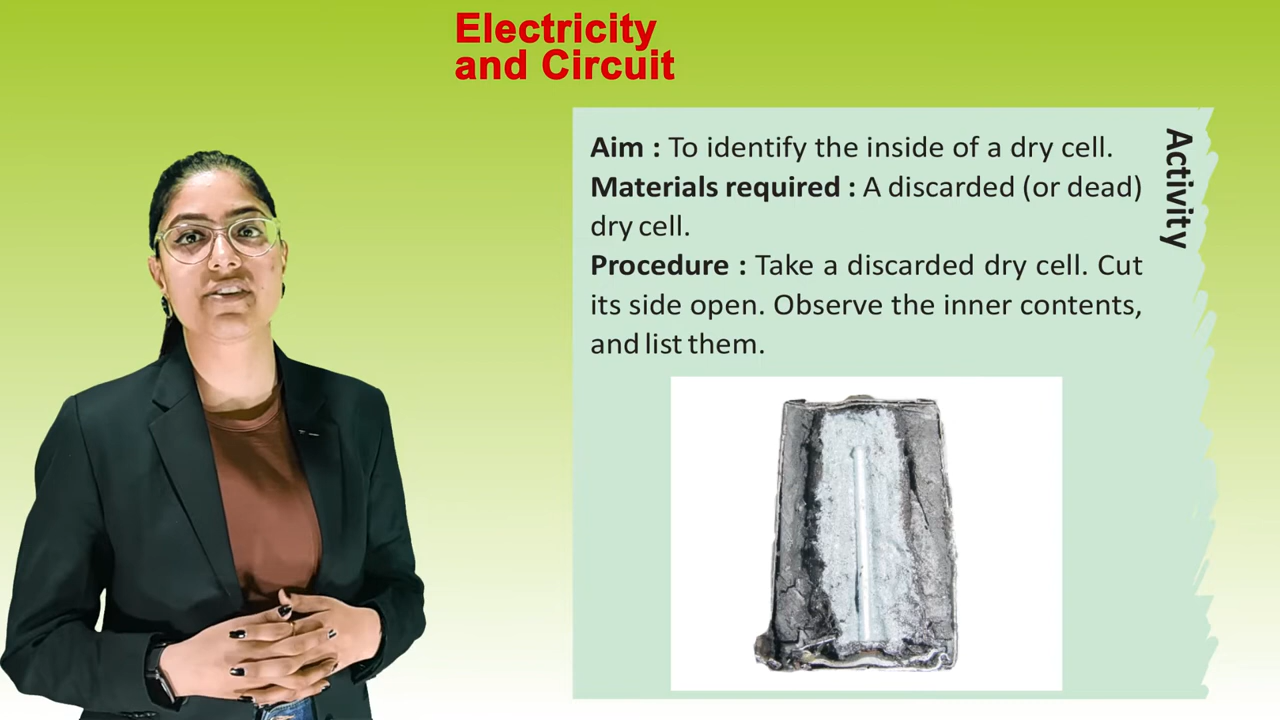 Electricity
and Circuit
Aim : To identify the inside of a dry cell.
Materials required : A discarded (or dead)
dry cell.
Procedure : Take a discarded dry cell. Cut
its side open. Observe the inner contents,
and list them.
Activity